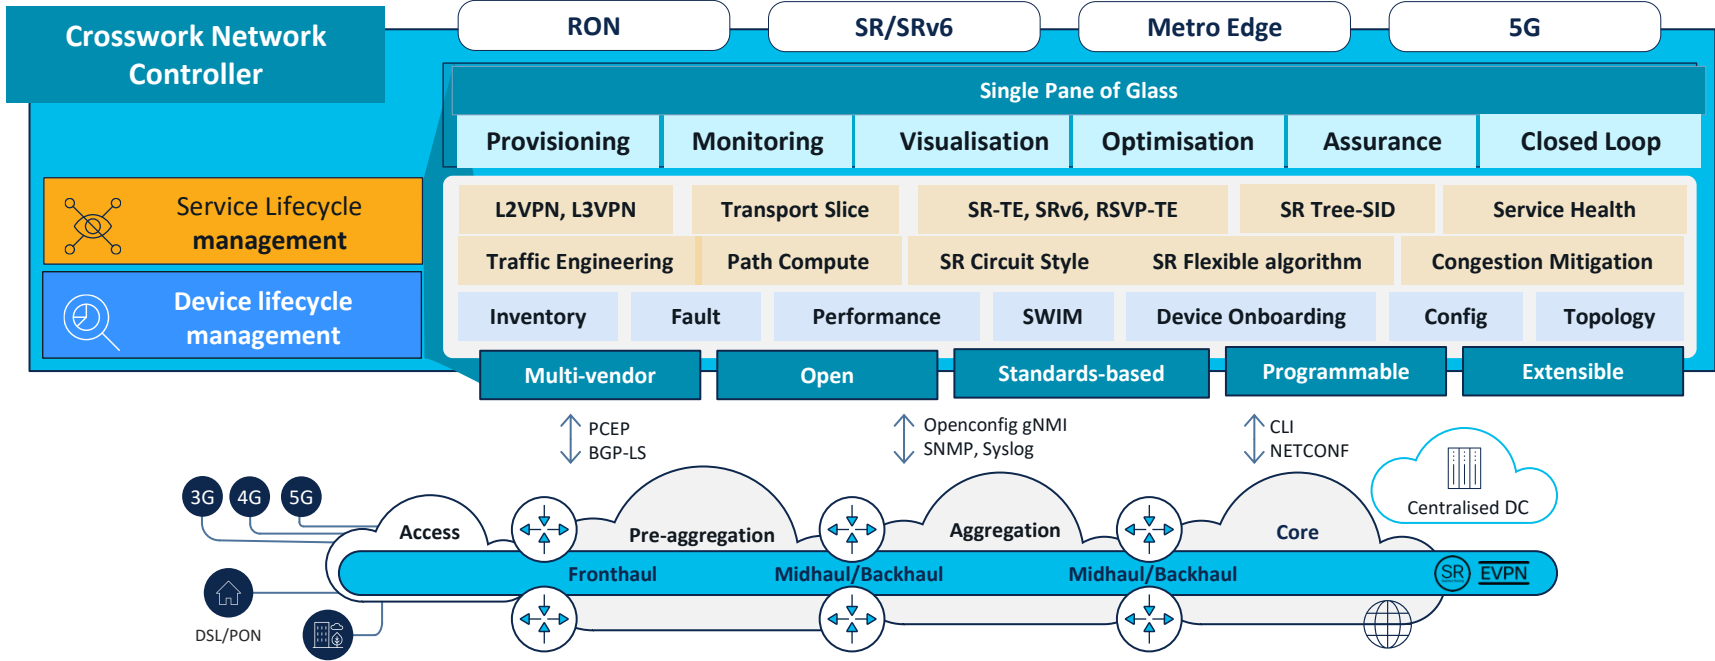 Crosswork Network
Controller
RON
SR/SRv6
Metro Edge
5G
Single Pane of Glass
Provisioning
Monitoring
Visualisation
Optimisation
Assurance
Closed Loop
Service Lifecycle
management
L2VPN, L3VPN
Transport Slice
SR-TE, SRv6, RSVP-TE
SR Tree-SID
Service Health
Traffic Engineering
Path Compute
SR Circuit Style
SR Flexible algorithm
Congestion Mitigation
Device lifecycle
management
Inventory
Fault
Performance
SWIM
Device Onboarding
Config
Topology
Multi-vendor
Open
Standards-based
Programmable
Extensible
PCEP
BGP-LS
Openconfig gNMI
SNMP, Syslog
CLI
NETCONF
3G
4G
5G
Centralised DC
Access
Pre-aggregation
Aggregation
Core
Fronthaul
Midhaul/Backhaul
Midhaul/Backhaul
SR
EVPN
DSL/PON